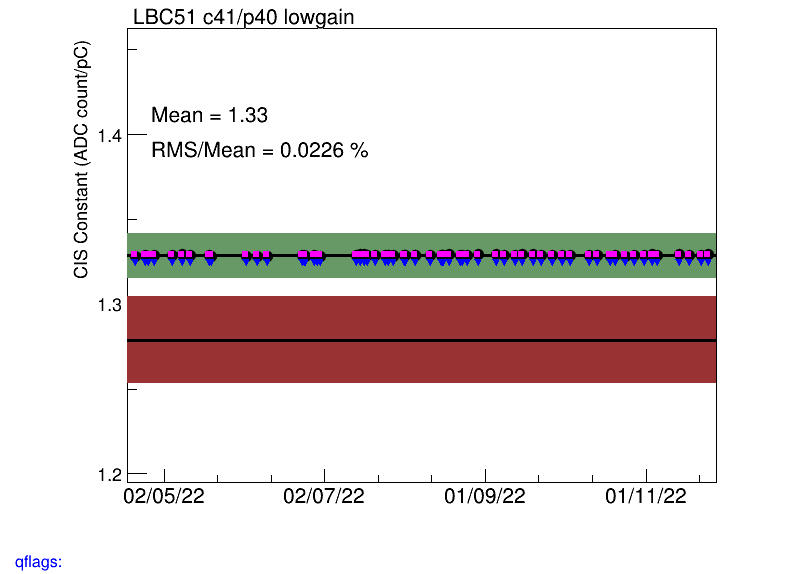 LBC51 c41/p40 lowgain
CIS Constant (ADC count/pC)
Mean = 1.33
RMS/Mean = 0.0226 %
1.4
1.3
1.2
02/05/22 02/07/22 01/09/22 01/11/22
qflags: